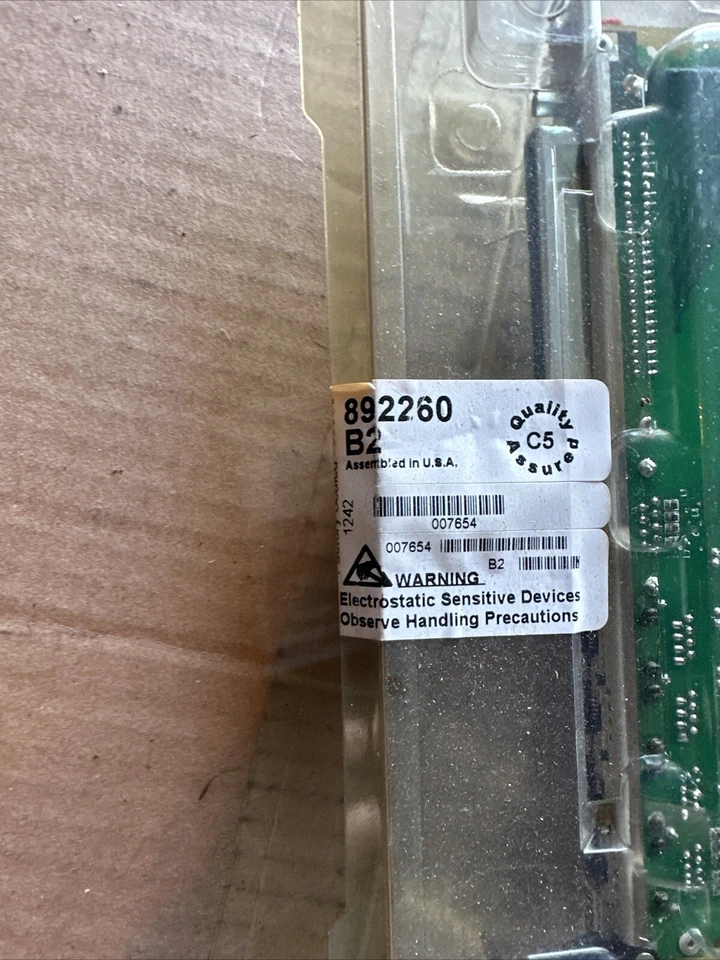 892260
B2
Assembled in U.S.A.
Quality
C5
Assured
1242
007654
007654
B2
WARNING
Electrostatic Sensitive Devices
Observe Handling Precautions